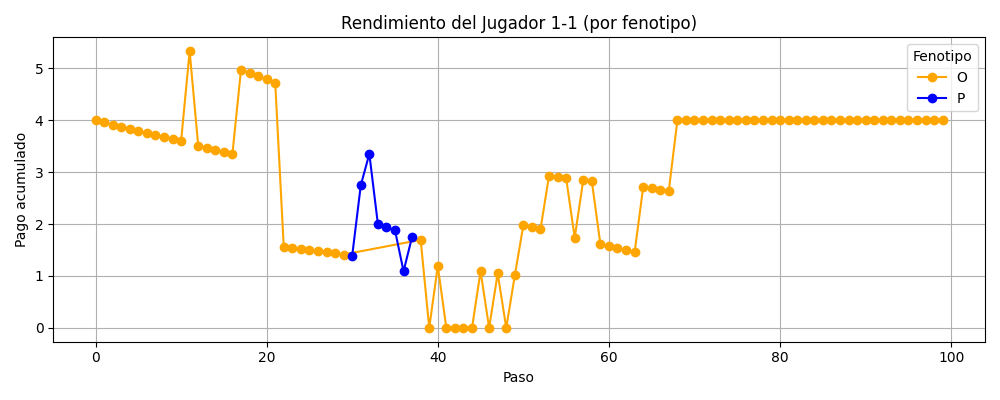 Rendimiento del Jugador 1-1 (por fenotipo)
Pago acumulado
5
4
3
2
1
0
Fenotipo
O
P
0 20 40 60 80 100
Paso